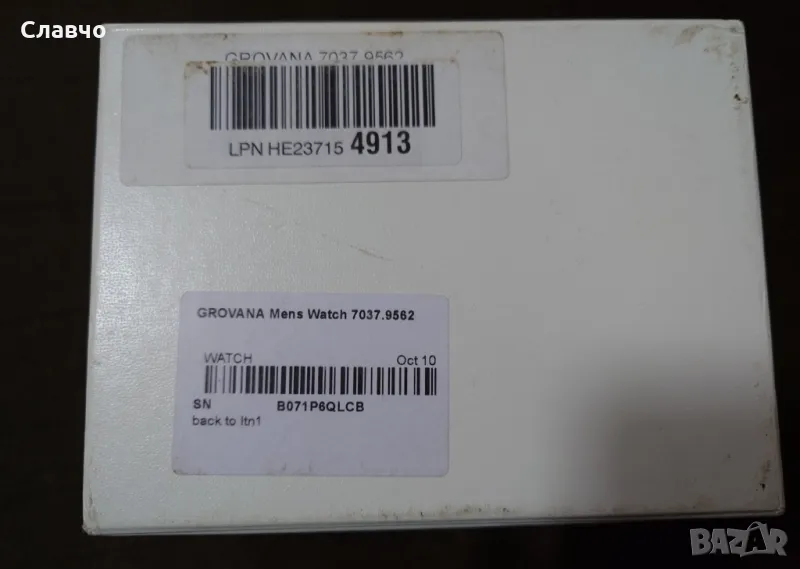 Славчо
GROVANA 7037.9562
LPN HE23715 4913
GROVANA Mens Watch 7037.9562
WATCH Oct 10
SN B071P6QLCB
back to ltn1
BAZAR